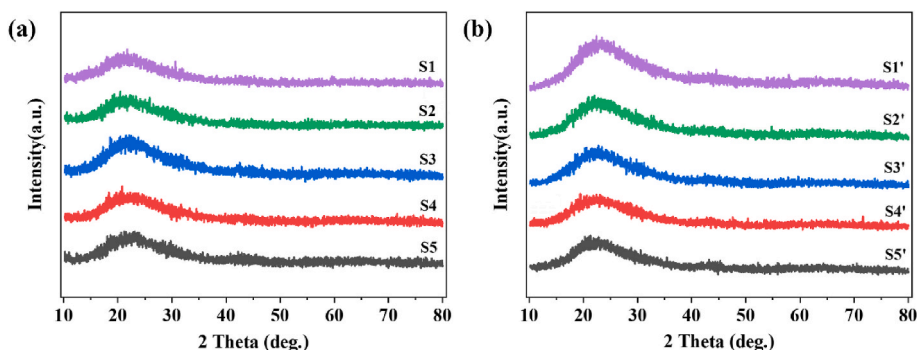 (a)
Intensity(a.u.)
S1
S2
S3
S4
S5
10 20 30 40 50 60 70 80
2 Theta (deg.)
(b)
Intensity(a.u.)
S1'
S2'
S3'
S4'
S5'
10 20 30 40 50 60 70 80
2 Theta (deg.)